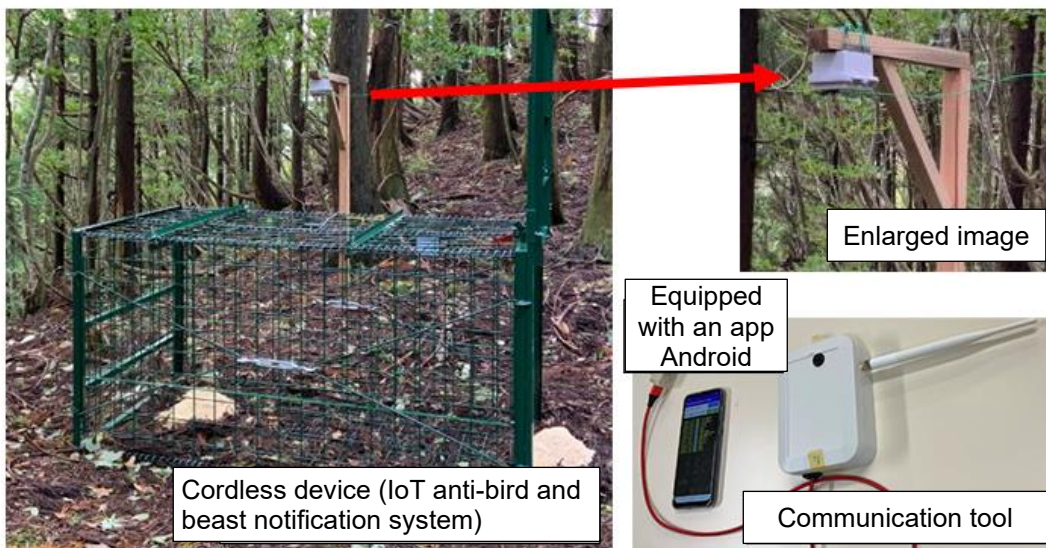 Enlarged image
Equipped
with an app
Android
Cordless device (IoT anti-bird and
beast notification system)
Communication tool